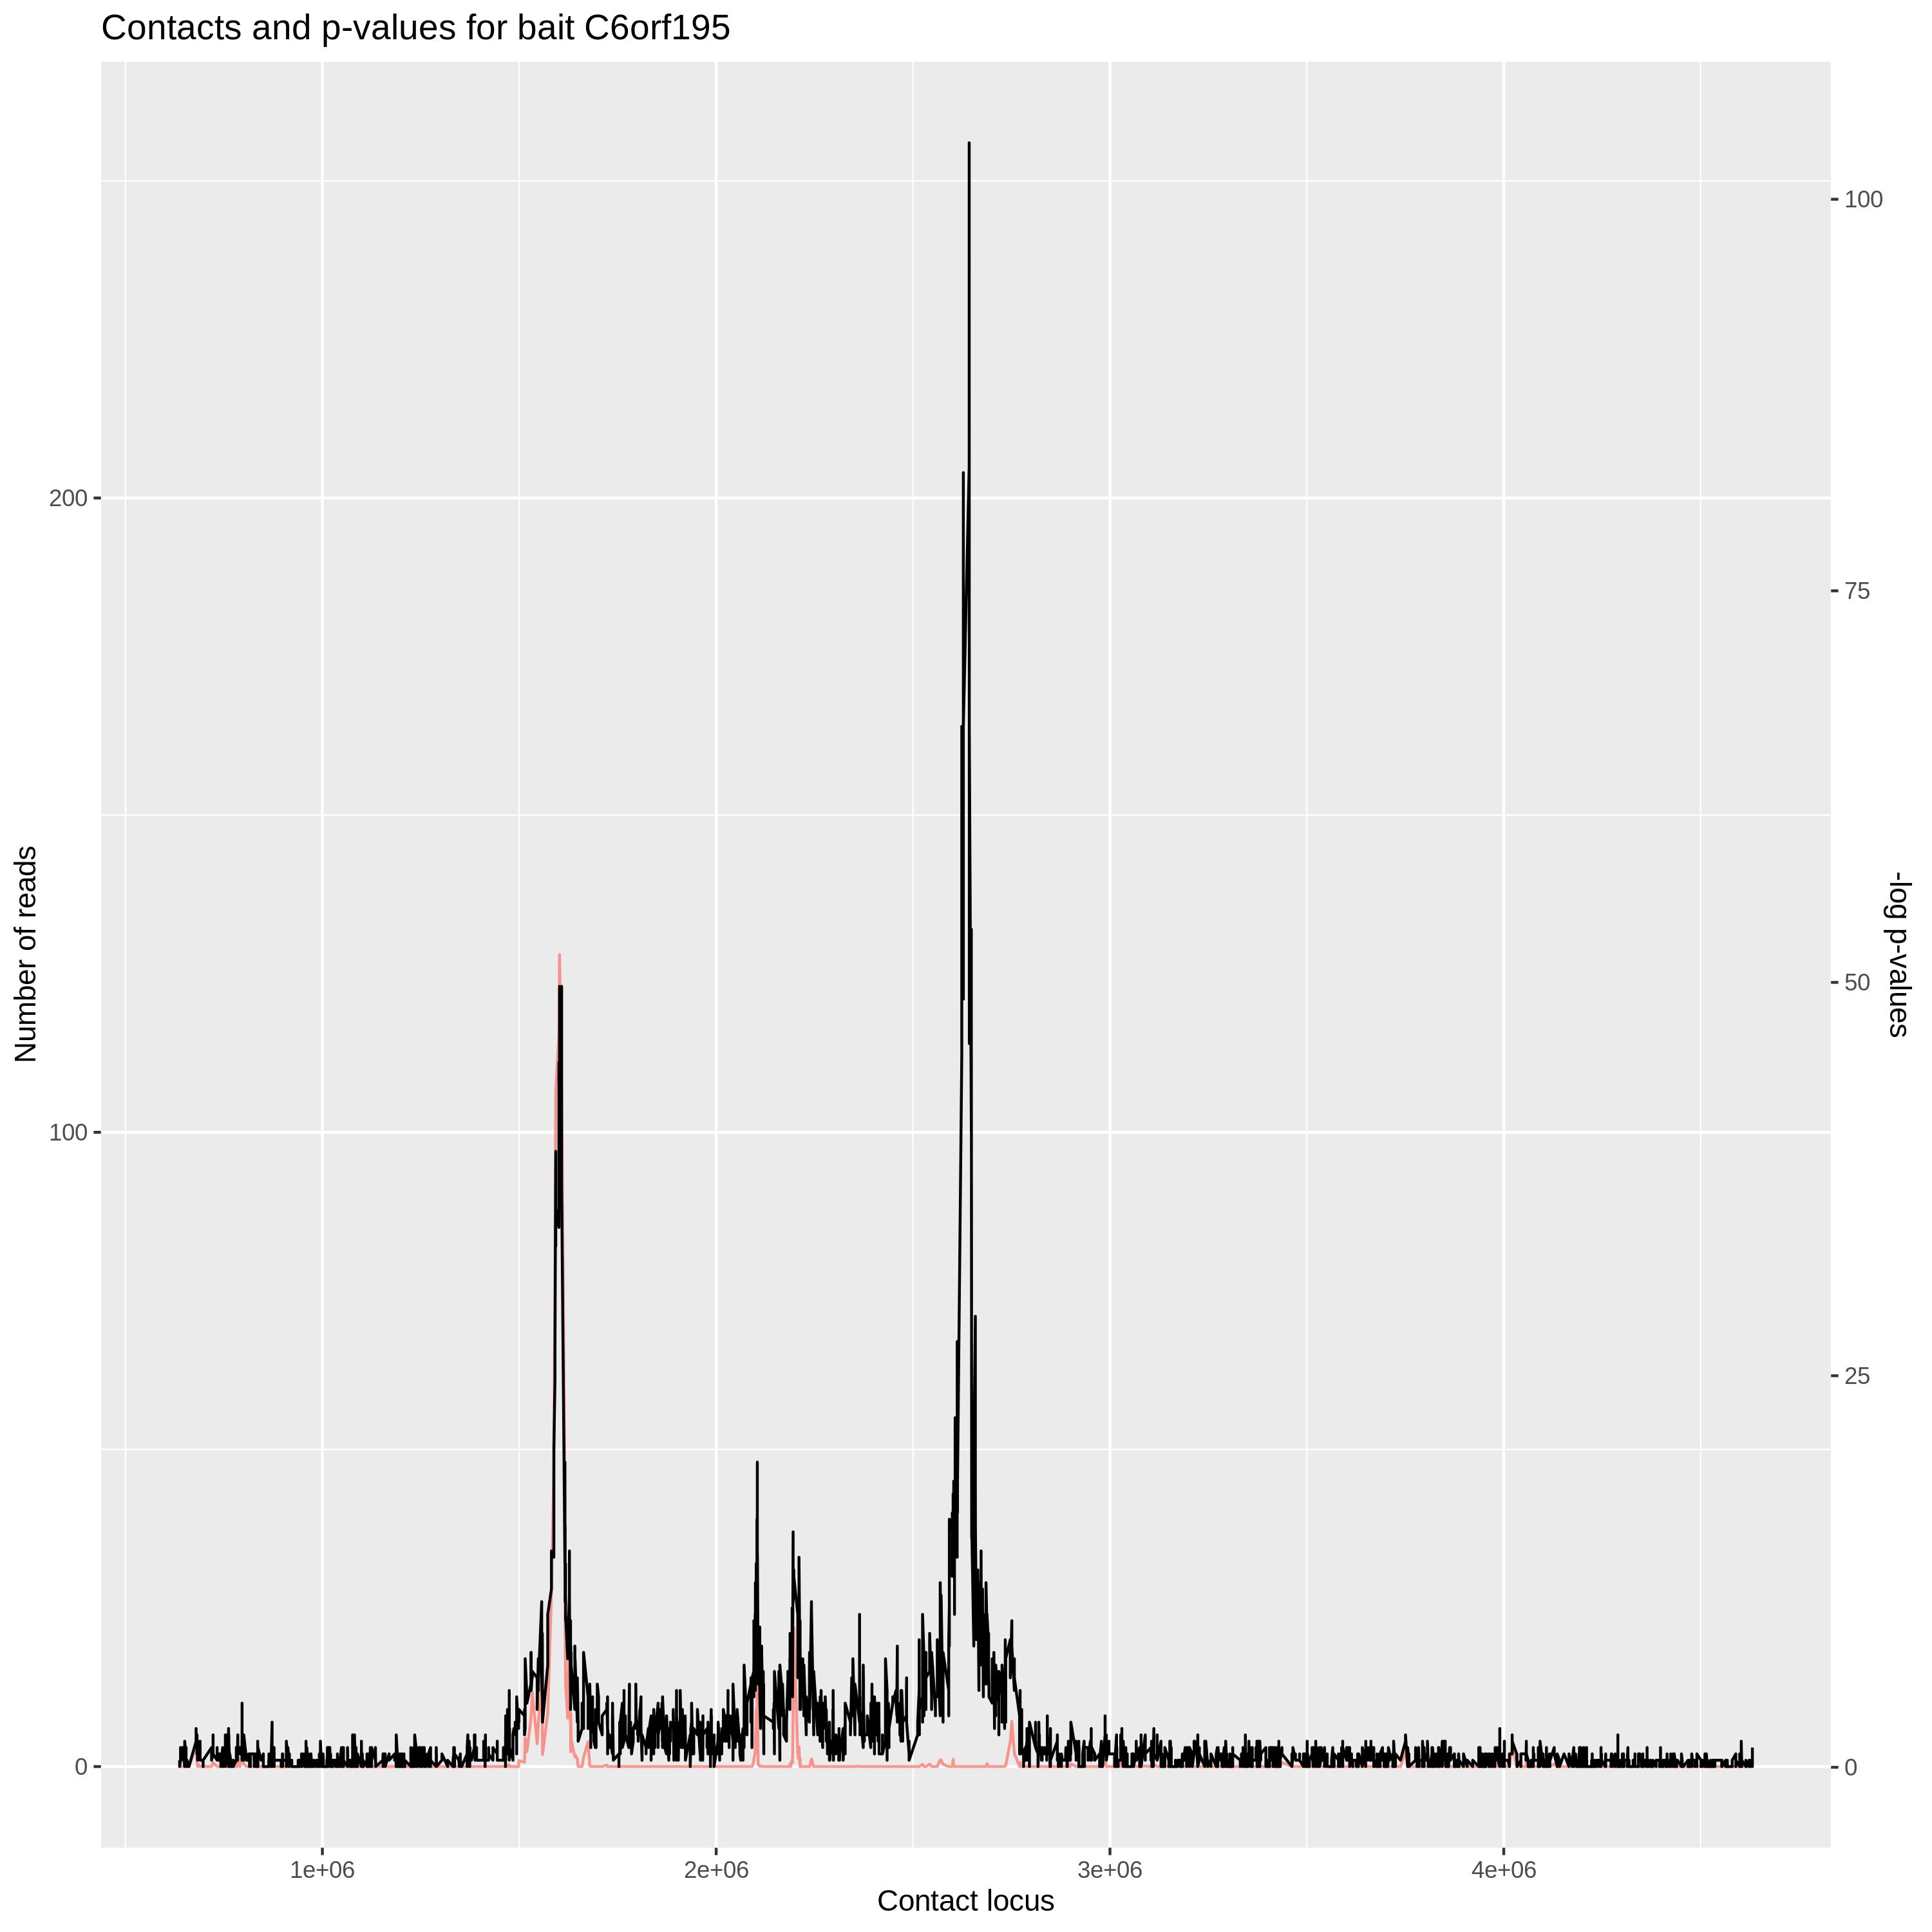 Contacts and p-values for bait C6orf195
Number of reads
200
100
0
100
75
50
25
0
-log p-values
1e+06 2e+06 3e+06 4e+06
Contact locus